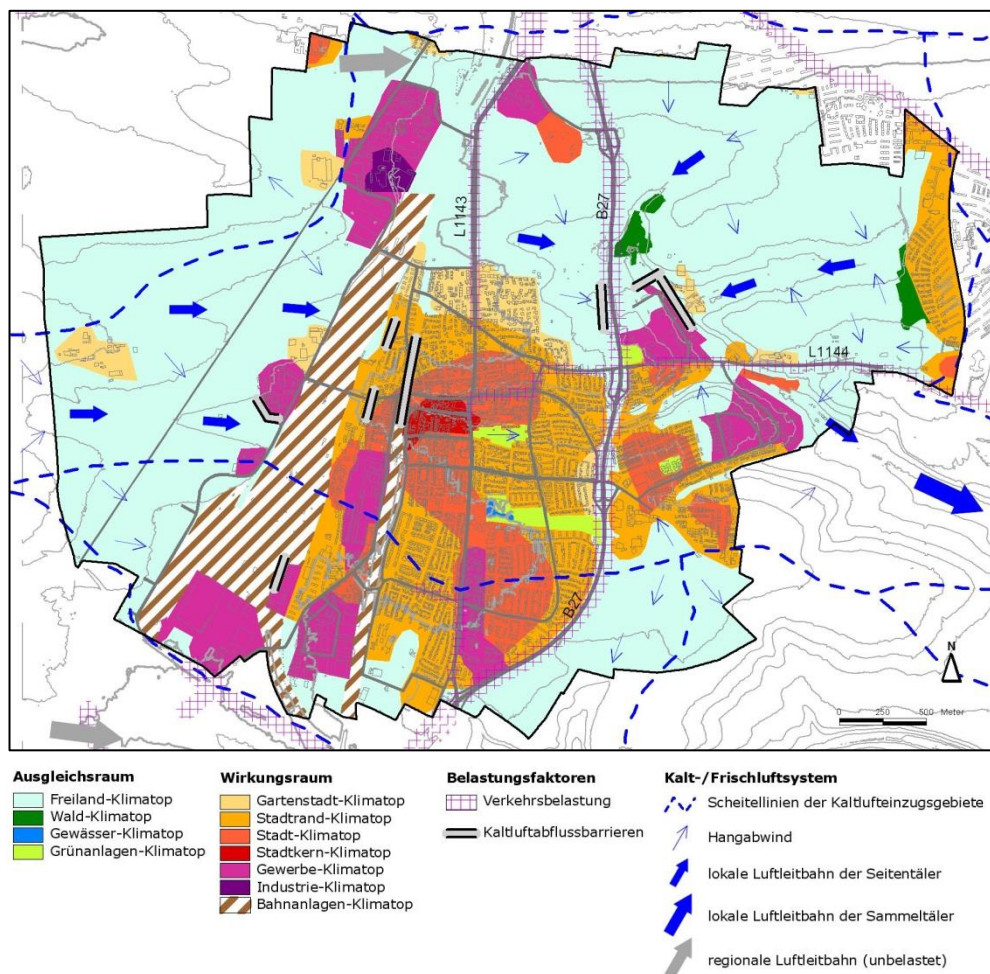 B27
L1143
L1144
B27
N
0 250 500 Meter
Ausgleichsraum
Freiland-Klimatop
Wald-Klimatop
Gewässer-Klimatop
Grünanlagen-Klimatop
Wirkungsraum
Gartenstadt-Klimatop
Stadtrand-Klimatop
Stadt-Klimatop
Stadtkern-Klimatop
Gewerbe-Klimatop
Industrie-Klimatop
Bahnanlagen-Klimatop
Belastungsfaktoren
Verkehrsbelastung
Kaltluftabflussbarrieren
Kalt-/Frischluftsystem
Scheitellinien der Kaltlufteinzugsgebiete
Hangabwind
lokale Luftleitbahn der Seitentäler
lokale Luftleitbahn der Sammeltäler
regionale Luftleitbahn (unbelastet)